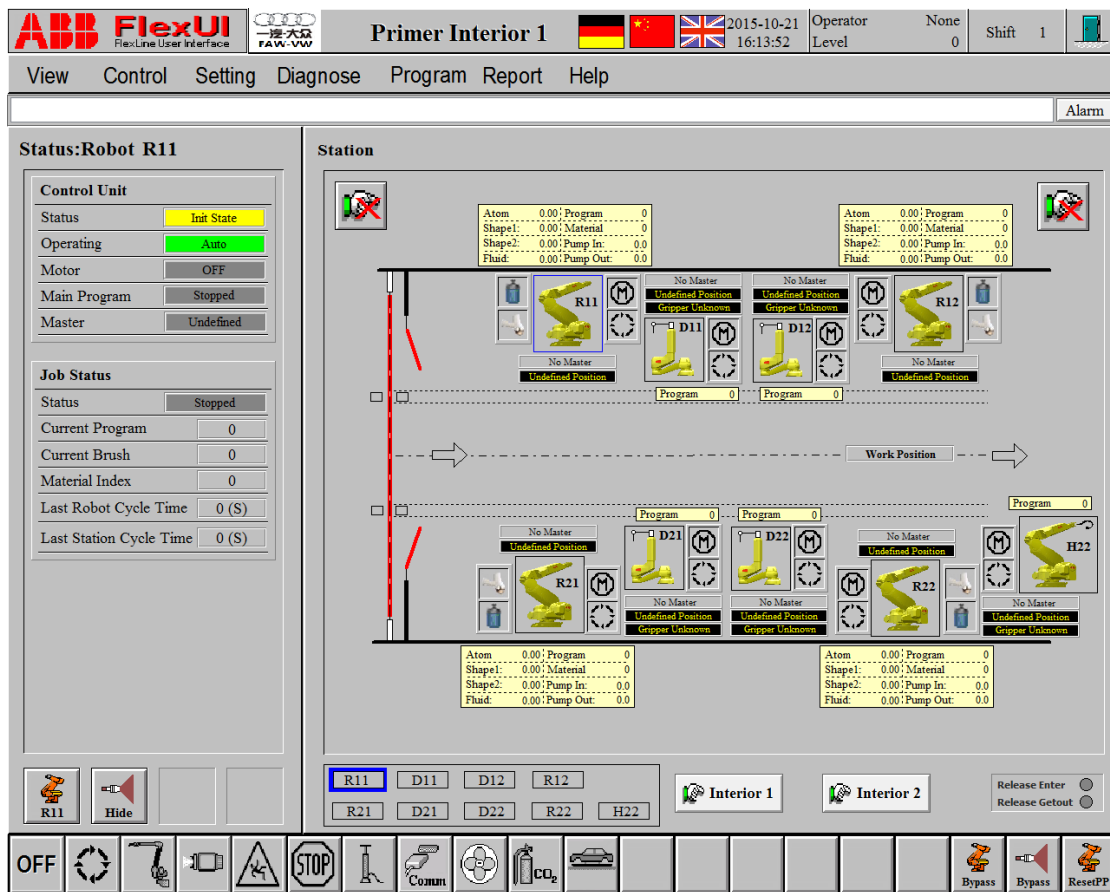 ABB FlexUI
FlexLine User Interface
一汽-大众
FAW-VW
Primer Interior 1
2015-10-21
16:13:52
Operator None
Level 0
Shift 1
View Control Setting Diagnose Program Report Help
Alarm
Status:Robot R11
Control Unit
Status Init State
Operating Auto
Motor OFF
Main Program Stopped
Master Undefined
Job Status
Status Stopped
Current Program 0
Current Brush 0
Material Index 0
Last Robot Cycle Time 0 (S)
Last Station Cycle Time 0 (S)
R11 Hide
Station
Atom 0.00 Program 0
Shape1: 0.00 Material 0
Shape2: 0.00 Pump In: 0.0
Fluid: 0.00 Pump Out: 0.0
Atom 0.00 Program 0
Shape1: 0.00 Material 0
Shape2: 0.00 Pump In: 0.0
Fluid: 0.00 Pump Out: 0.0
R11
M
No Master
Undefined Position
No Master
Undefined Position
Gripper Unknown
D11
M
Program 0
No Master
Undefined Position
Gripper Unknown
D12
M
Program 0
M
R12
No Master
Undefined Position
Work Position
No Master
Undefined Position
R21
M
Program 0
D21
M
No Master
Undefined Position
Gripper Unknown
Program 0
D22
M
No Master
Undefined Position
Gripper Unknown
No Master
Undefined Position
M
R22
Program 0
M
H22
No Master
Undefined Position
Gripper Unknown
Atom 0.00 Program 0
Shape1: 0.00 Material 0
Shape2: 0.00 Pump In: 0.0
Fluid: 0.00 Pump Out: 0.0
Atom 0.00 Program 0
Shape1: 0.00 Material 0
Shape2: 0.00 Pump In: 0.0
Fluid: 0.00 Pump Out: 0.0
R11 D11 D12 R12
R21 D21 D22 R22 H22
Interior 1
Interior 2
Release Enter
Release Getout
OFF
STOP
Comm
CO2
Bypass
Bypass
ResetPP